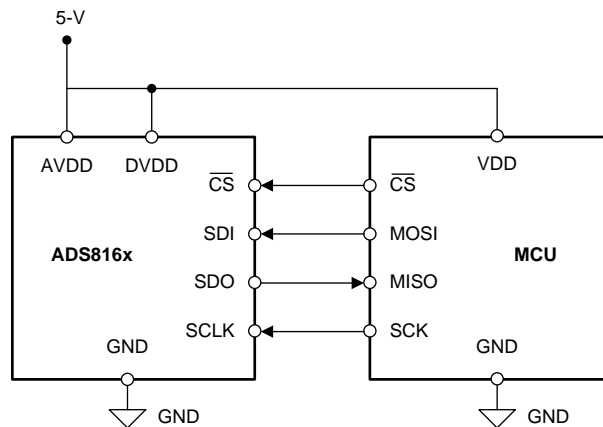 5-V
AVDD
DVDD
VDD
CS
CS
SDI
MOSI
ADS816x
MCU
SDO
MISO
SCLK
SCK
GND
GND
GND
GND